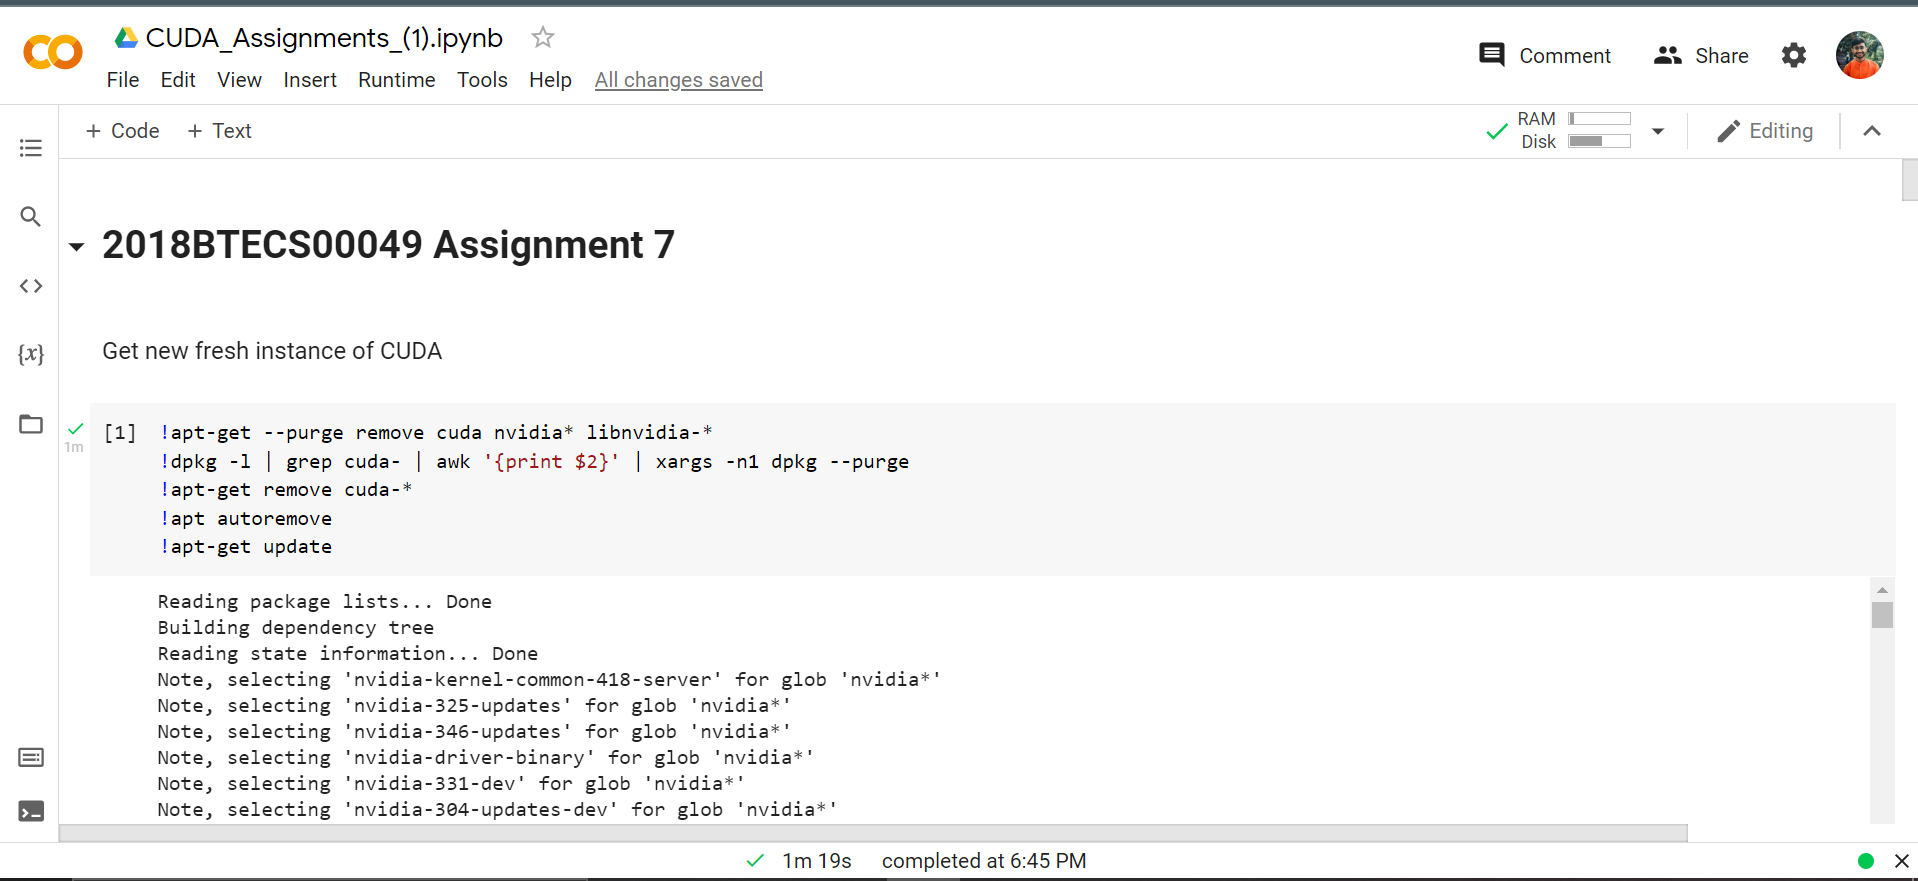 CUDA_Assignments_(1).ipynb
File Edit View Insert Runtime Tools Help All changes saved
Comment Share
+ Code + Text
RAM
Disk
Editing
2018BTECS00049 Assignment 7
Get new fresh instance of CUDA
1m
[1] !apt-get --purge remove cuda nvidia* libnvidia-*
!dpkg -l | grep cuda- | awk '{print $2}' | xargs -n1 dpkg --purge
!apt-get remove cuda-*
!apt autoremove
!apt-get update
Reading package lists... Done
Building dependency tree
Reading state information... Done
Note, selecting 'nvidia-kernel-common-418-server' for glob 'nvidia*'
Note, selecting 'nvidia-325-updates' for glob 'nvidia*'
Note, selecting 'nvidia-346-updates' for glob 'nvidia*'
Note, selecting 'nvidia-driver-binary' for glob 'nvidia*'
Note, selecting 'nvidia-331-dev' for glob 'nvidia*'
Note, selecting 'nvidia-304-updates-dev' for glob 'nvidia*'
1m 19s completed at 6:45 PM